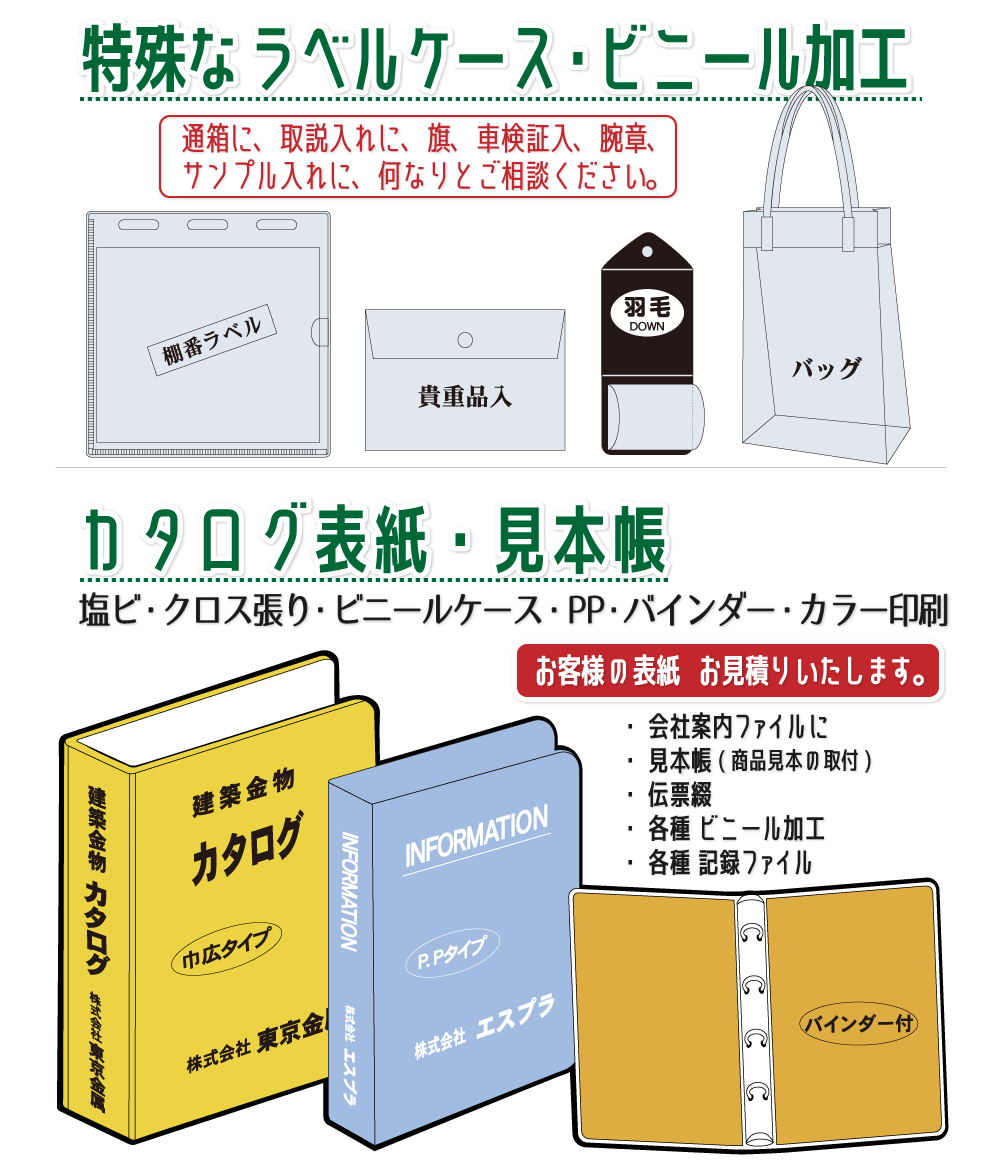 特殊なラベルケース・ビニール加工
通箱に、取説入れに、旗、車検証入、腕章、
サンプル入れに、何なりとご相談ください。
棚番ラベル
貴重品入
羽毛
DOWN
バッグ
カタログ表紙・見本帳
塩ビ・クロス張り・ビニールケース・PP・バインダー・カラー印刷
お客様の表紙 お見積りいたします。
・会社案内ファイルに
・見本帳(商品見本の取付)
・伝票綴
・各種 ビニール加工
・各種 記録ファイル
建築金物 カタログ 株式会社 東京金属
建築金物
カタログ
巾広タイプ
株式会社 東京金
INFORMATION 株式会社 エスプラ
INFORMATION
P.Pタイプ
株式会社 エスプラ
バインダー付